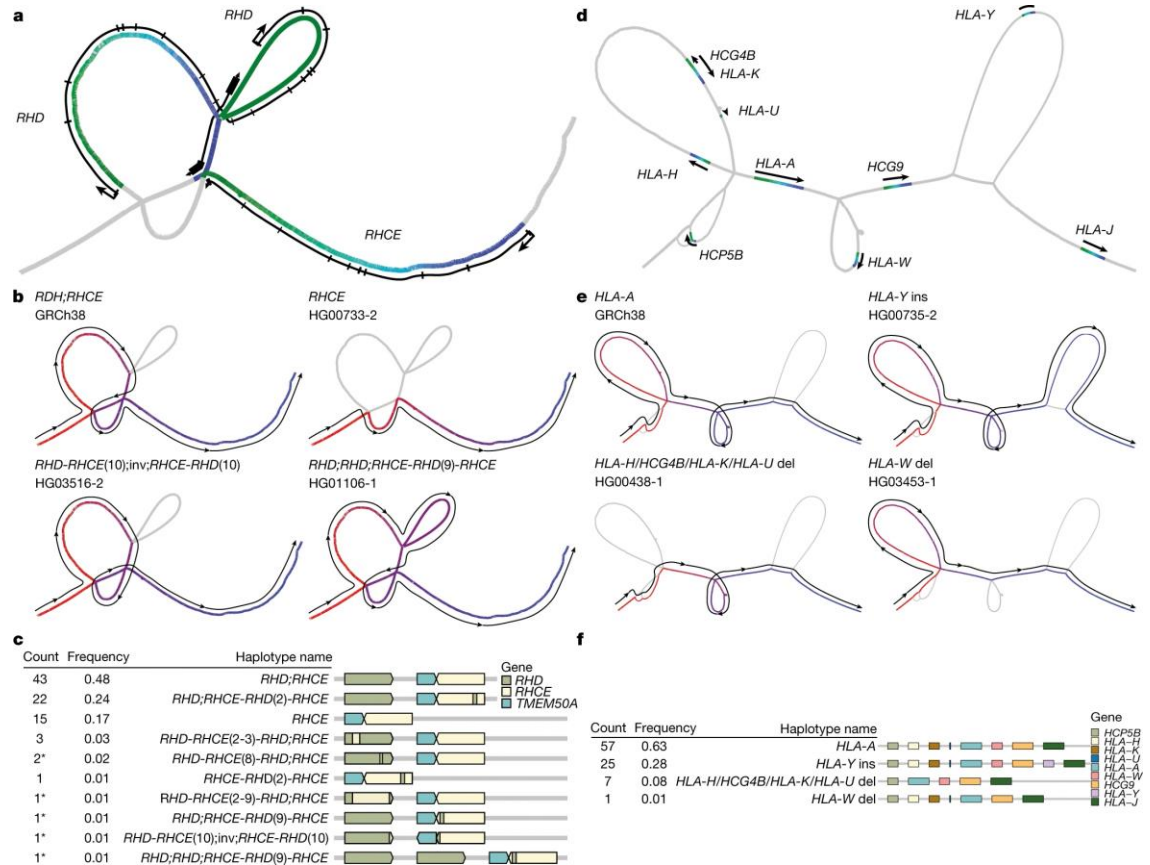 a
RHD
RHD
RHCE
b
RDH;RHCE
GRCh38
RHCE
HG00733-2
RHD-RHCE(10);inv;RHCE-RHD(10)
HG03516-2
RHD;RHD;RHCE-RHD(9)-RHCE
HG01106-1
c
Count Frequency Haplotype name
43 0.48 RHD;RHCE
22 0.24 RHD;RHCE-RHD(2)-RHCE
15 0.17 RHCE
3 0.03 RHD-RHCE(2-3)-RHD;RHCE
2* 0.02 RHD-RHCE(8)-RHD;RHCE
1 0.01 RHCE-RHD(2)-RHCE
1* 0.01 RHD-RHCE(2-9)-RHD;RHCE
1* 0.01 RHD;RHCE-RHD(9)-RHCE
1* 0.01 RHD-RHCE(10);inv;RHCE-RHD(10)
1* 0.01 RHD;RHD;RHCE-RHD(9)-RHCE
Gene
RHD
RHCE
TMEM50A
d
HLA-Y
HCG4B
HLA-K
HLA-U
HLA-H
HLA-A
HCG9
HCP5B
HLA-W
HLA-J
e
HLA-A
GRCh38
HLA-Y ins
HG00735-2
HLA-H/HCG4B/HLA-K/HLA-U del
HG00438-1
HLA-W del
HG03453-1
f
Count Frequency Haplotype name
57 0.63 HLA-A
25 0.28 HLA-Y ins
7 0.08 HLA-H/HCG4B/HLA-K/HLA-U del
1 0.01 HLA-W del
Gene
HCP5B
HLA-H
HLA-K
HLA-U
HLA-A
HLA-W
HCG9
HLA-Y
HLA-J